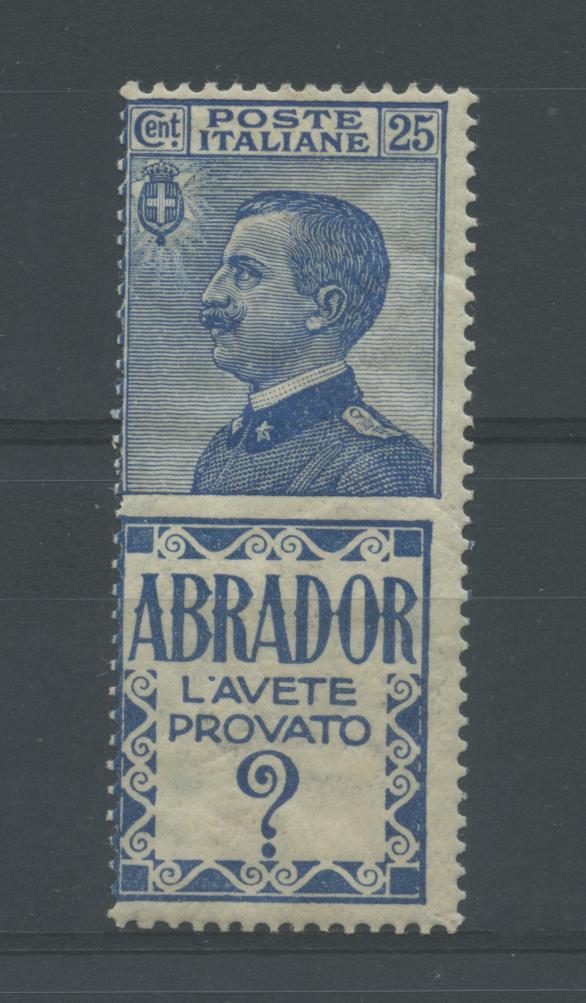 Cent. POSTE 25
ITALIANE
ABRADOR
L'AVETE
PROVATO
?